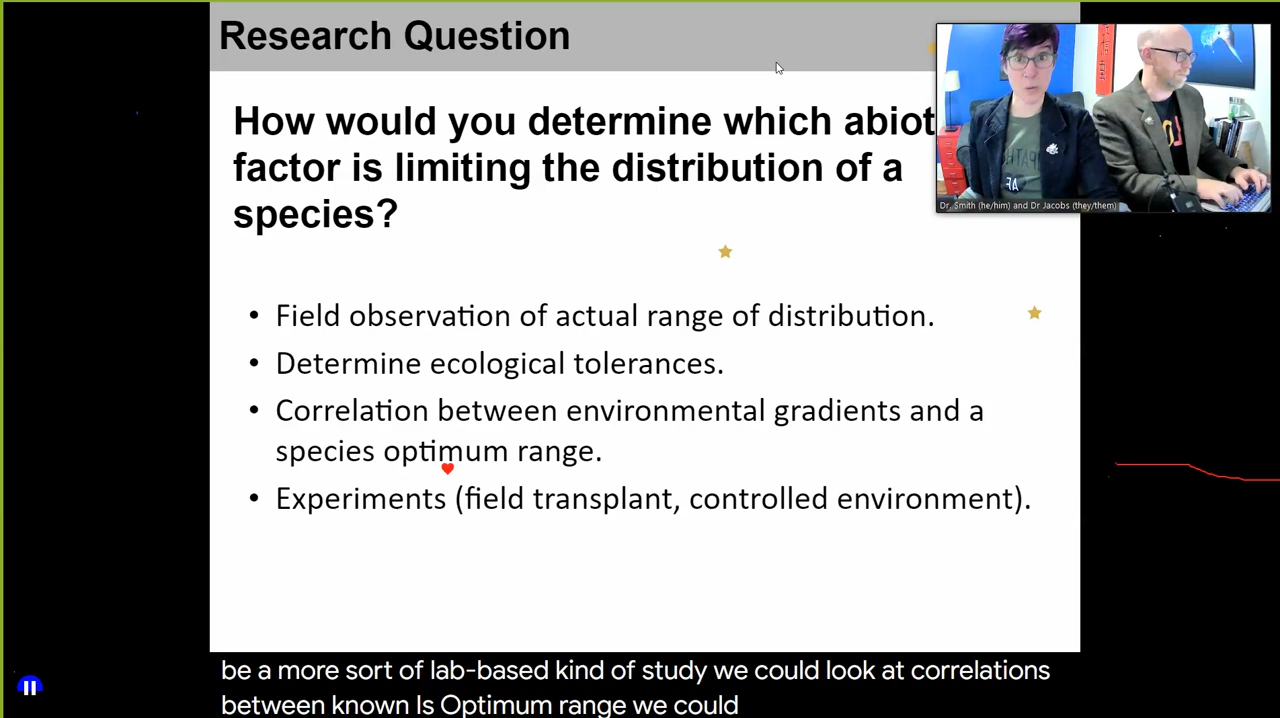 Research Question
How would you determine which abiot
factor is limiting the distribution of a
species?
• Field observation of actual range of distribution.
• Determine ecological tolerances.
• Correlation between environmental gradients and a
species optimum range.
• Experiments (field transplant, controlled environment).
Dr. Smith (he/him) and Dr Jacobs (they/them)
be a more sort of lab-based kind of study we could look at correlations
between known Is Optimum range we could